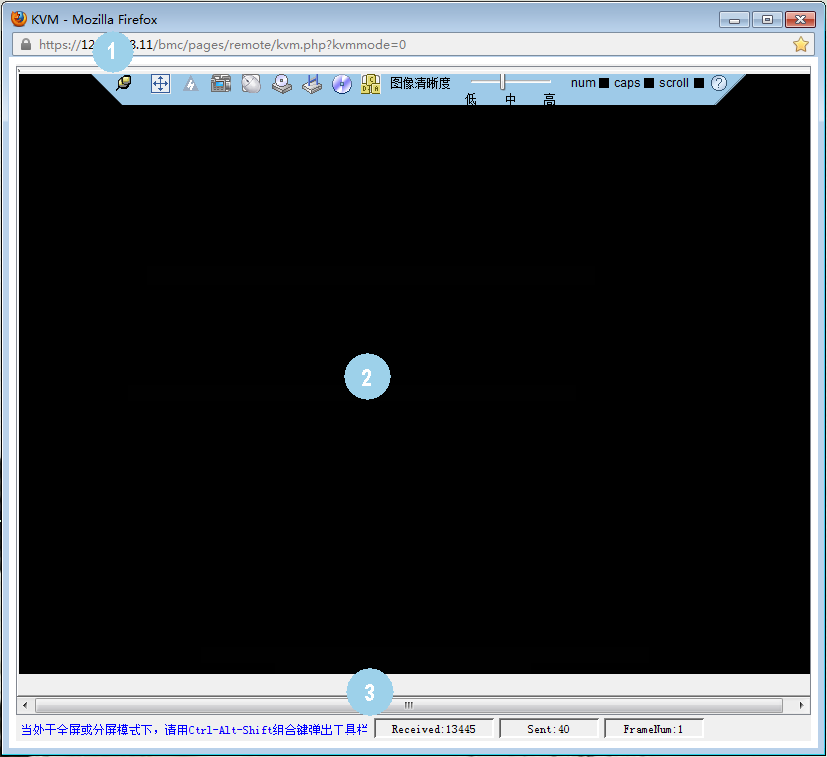 KVM - Mozilla Firefox
https://12 3.11/bmc/pages/remote/kvm.php?kvmmode=0
1
图像清晰度
低 中 高
num caps scroll ?
2
3
当处于全屏或分屏模式下，请用Ctrl-Alt-Shift组合键弹出工具栏 Received:13445 Sent:40 FrameNum:1